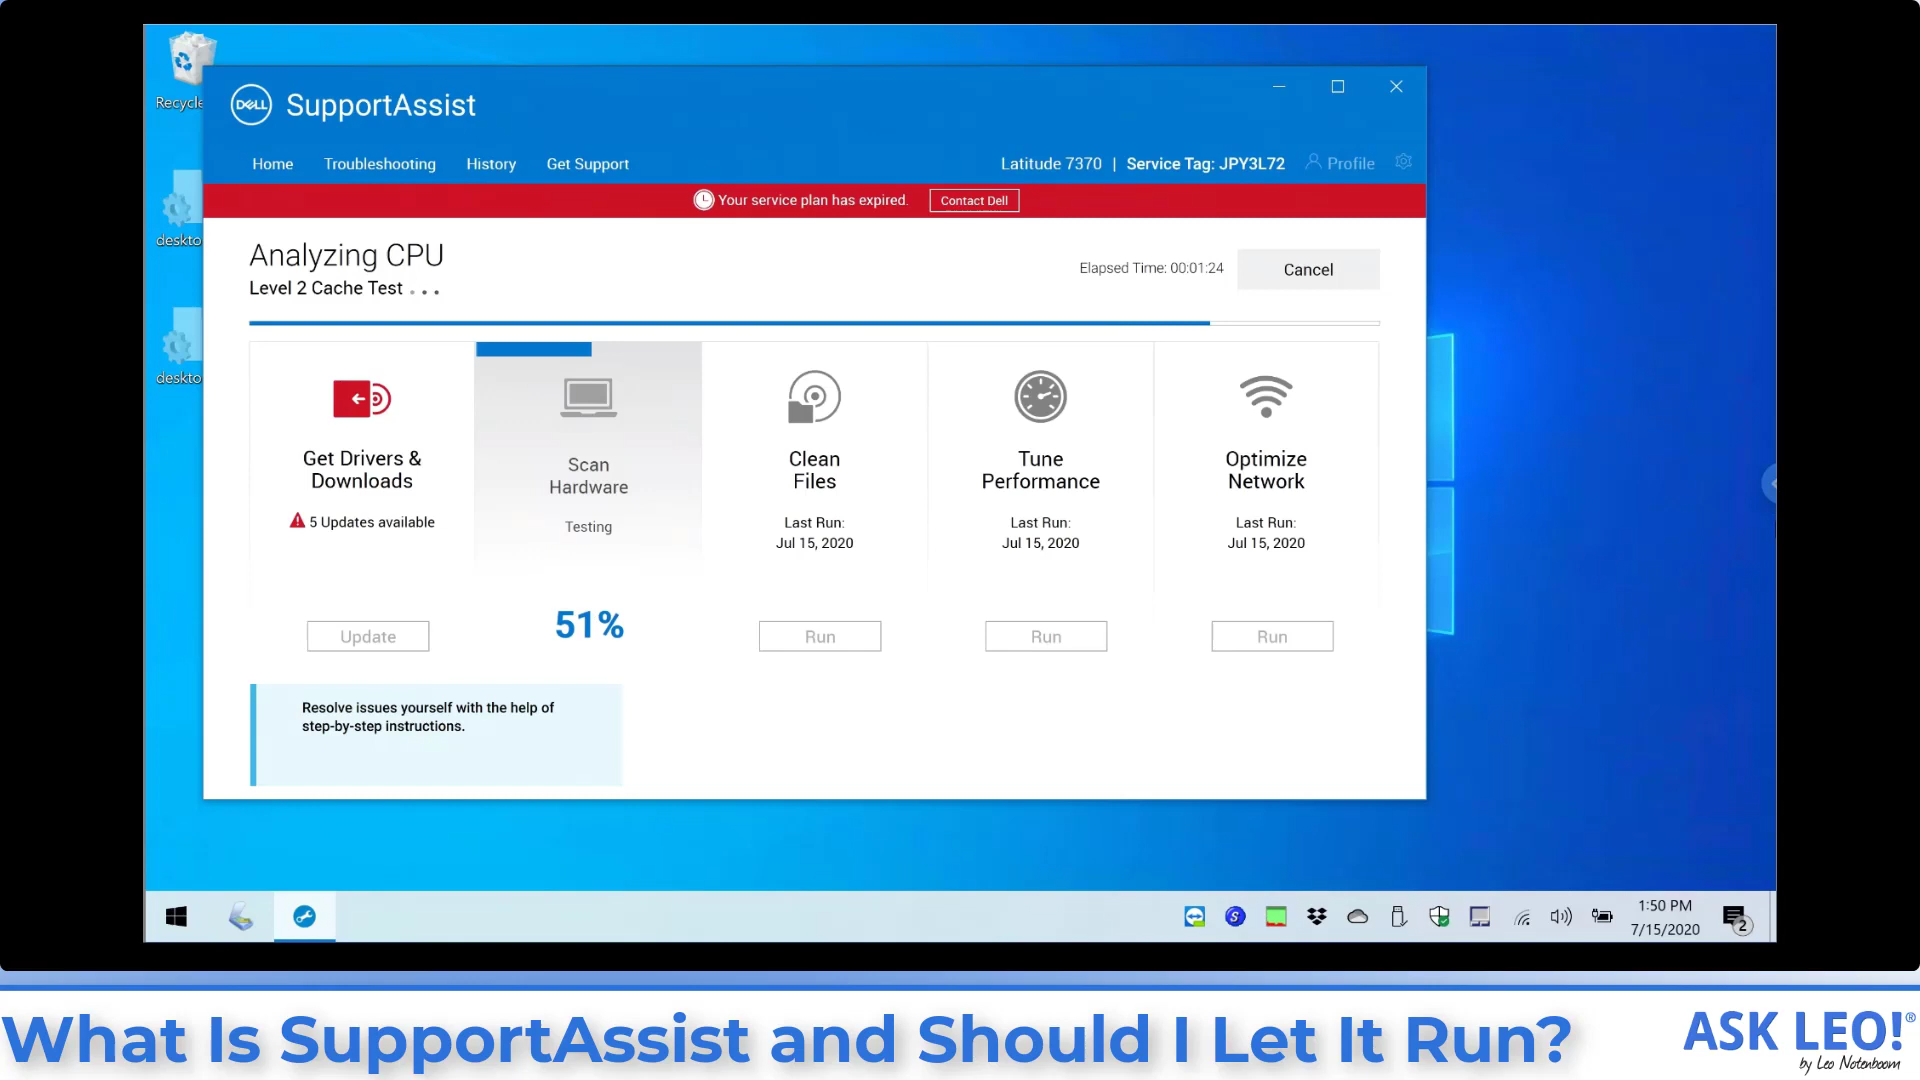 Recycle
DELL SupportAssist
Home Troubleshooting History Get Support
Latitude 7370 | Service Tag: JPY3L72 Profile
Your service plan has expired. Contact Dell
deskto
deskto
Analyzing CPU
Level 2 Cache Test . . .
Elapsed Time: 00:01:24
Cancel
Get Drivers &
Downloads
5 Updates available
Update
Scan
Hardware
Testing
51%
Clean
Files
Last Run:
Jul 15, 2020
Run
Tune
Performance
Last Run:
Jul 15, 2020
Run
Optimize
Network
Last Run:
Jul 15, 2020
Run
Resolve issues yourself with the help of
step-by-step instructions.
S
1:50 PM
7/15/2020
2
What Is SupportAssist and Should I Let It Run?
ASK LEO!®
by Leo Notenboom